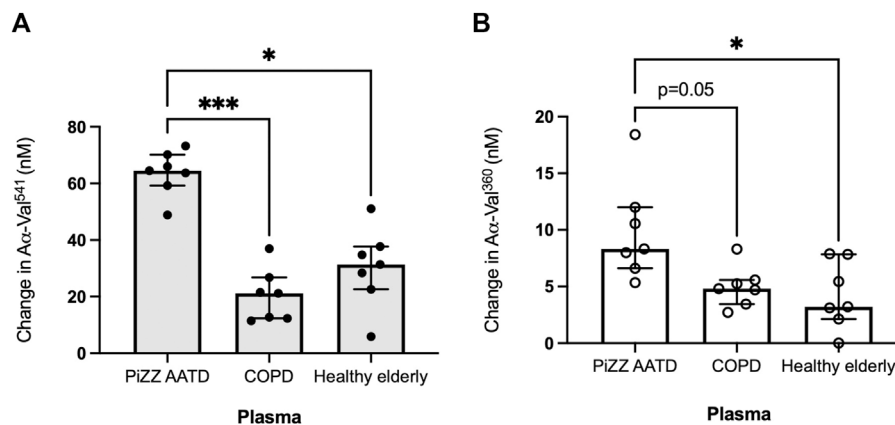 A
*
***
Change in Aα-Val⁵⁴¹ (nM)
80
60
40
20
0
PiZZ AATD COPD Healthy elderly
Plasma
B
*
p=0.05
Change in Aα-Val³⁶⁰ (nM)
20
15
10
5
0
PiZZ AATD COPD Healthy elderly
Plasma